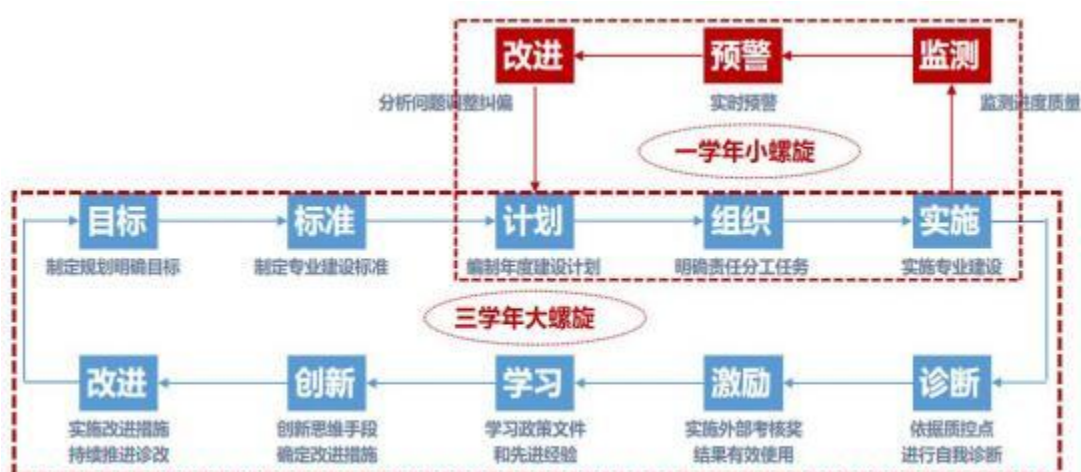 改进
预警
监测
分析问题调整纠偏
实时预警
监测进度质量
一学年小螺旋
目标
标准
计划
组织
实施
制定规划明确目标
制定专业建设标准
编制年度建设计划
明确责任分工任务
实施专业建设
三学年大螺旋
改进
创新
学习
激励
诊断
实施改进措施
持续推进诊改
创新思维手段
确定改进措施
学习政策文件
和先进经验
实施外部考核奖
结果有效使用
依据质控点
进行自我诊断